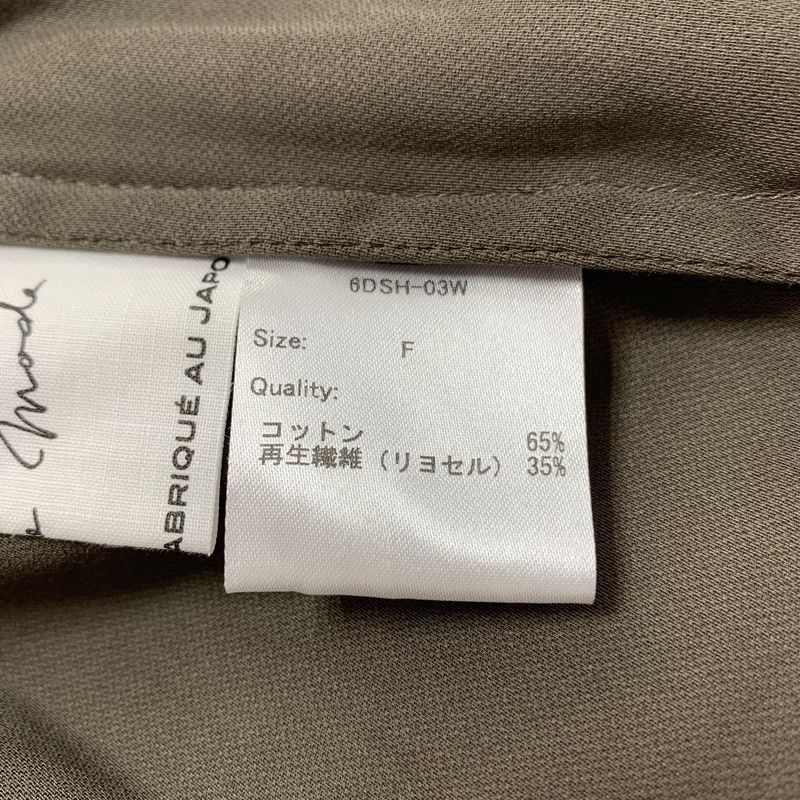 Moda
ABRIQUÉ AU JAPO
6DSH-03W
Size: F
Quality:
コットン 65%
再生繊維（リヨセル） 35%